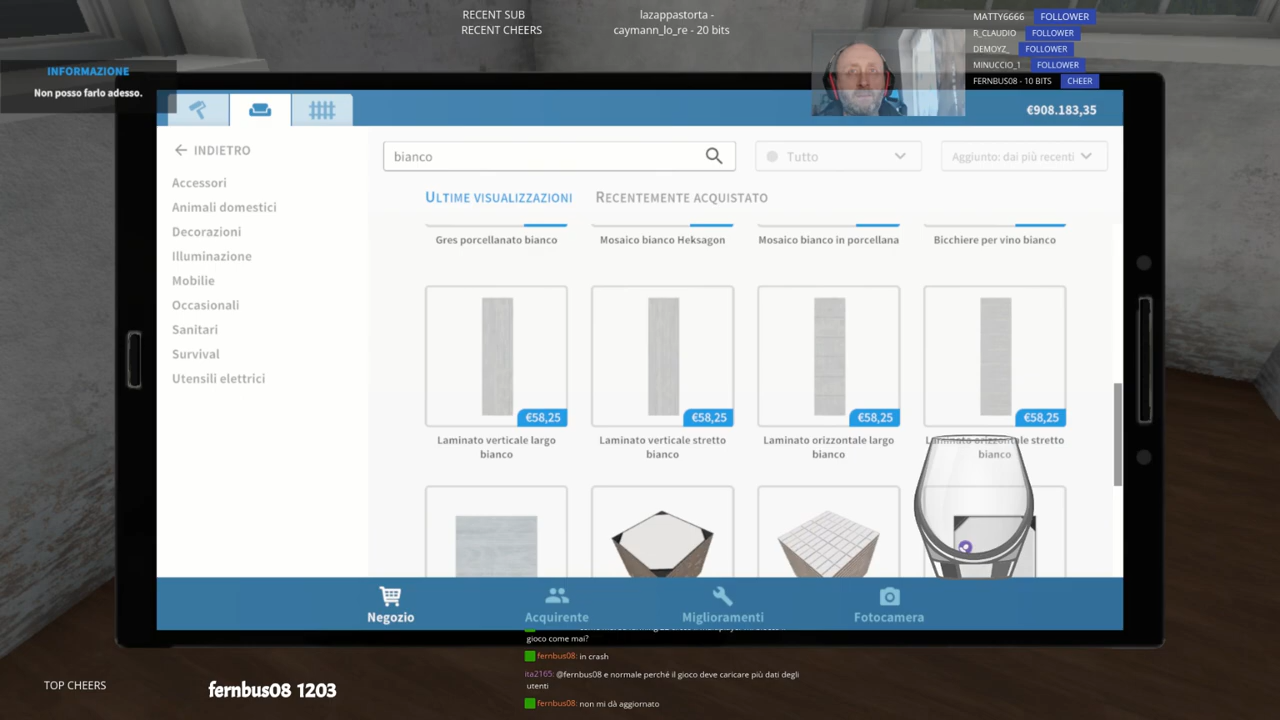 RECENT SUB
RECENT CHEERS
lazappastorta -
caymann_lo_re - 20 bits
MATTY6666 FOLLOWER
R_CLAUDIO FOLLOWER
DEMOYZ_ FOLLOWER
MINUCCIO_1 FOLLOWER
FERNBUS08 - 10 BITS CHEER
INFORMAZIONE
Non posso farlo adesso.
€908.183,35
INDIETRO
Accessori
Animali domestici
Decorazioni
Illuminazione
Mobilie
Occasionali
Sanitari
Survival
Utensili elettrici
bianco
Tutto
Aggiunto: dai più recenti
ULTIME VISUALIZZAZIONI
RECENTEMENTE ACQUISTATO
Gres porcellanato bianco
Mosaico bianco Heksagon
Mosaico bianco in porcellana
Bicchiere per vino bianco
€58,25
€58,25
€58,25
€58,25
Laminato verticale largo
bianco
Laminato verticale stretto
bianco
Laminato orizzontale largo
bianco
Laminato orizzontale stretto
bianco
Negozio
Acquirente
Miglioramenti
Fotocamera
gioco come mai?
fernbus08: in crash
ita2165: @fernbus08 e normale perché il gioco deve caricare più dati degli
utenti
fernbus08: non mi dà aggiornato
TOP CHEERS
fernbus08 1203